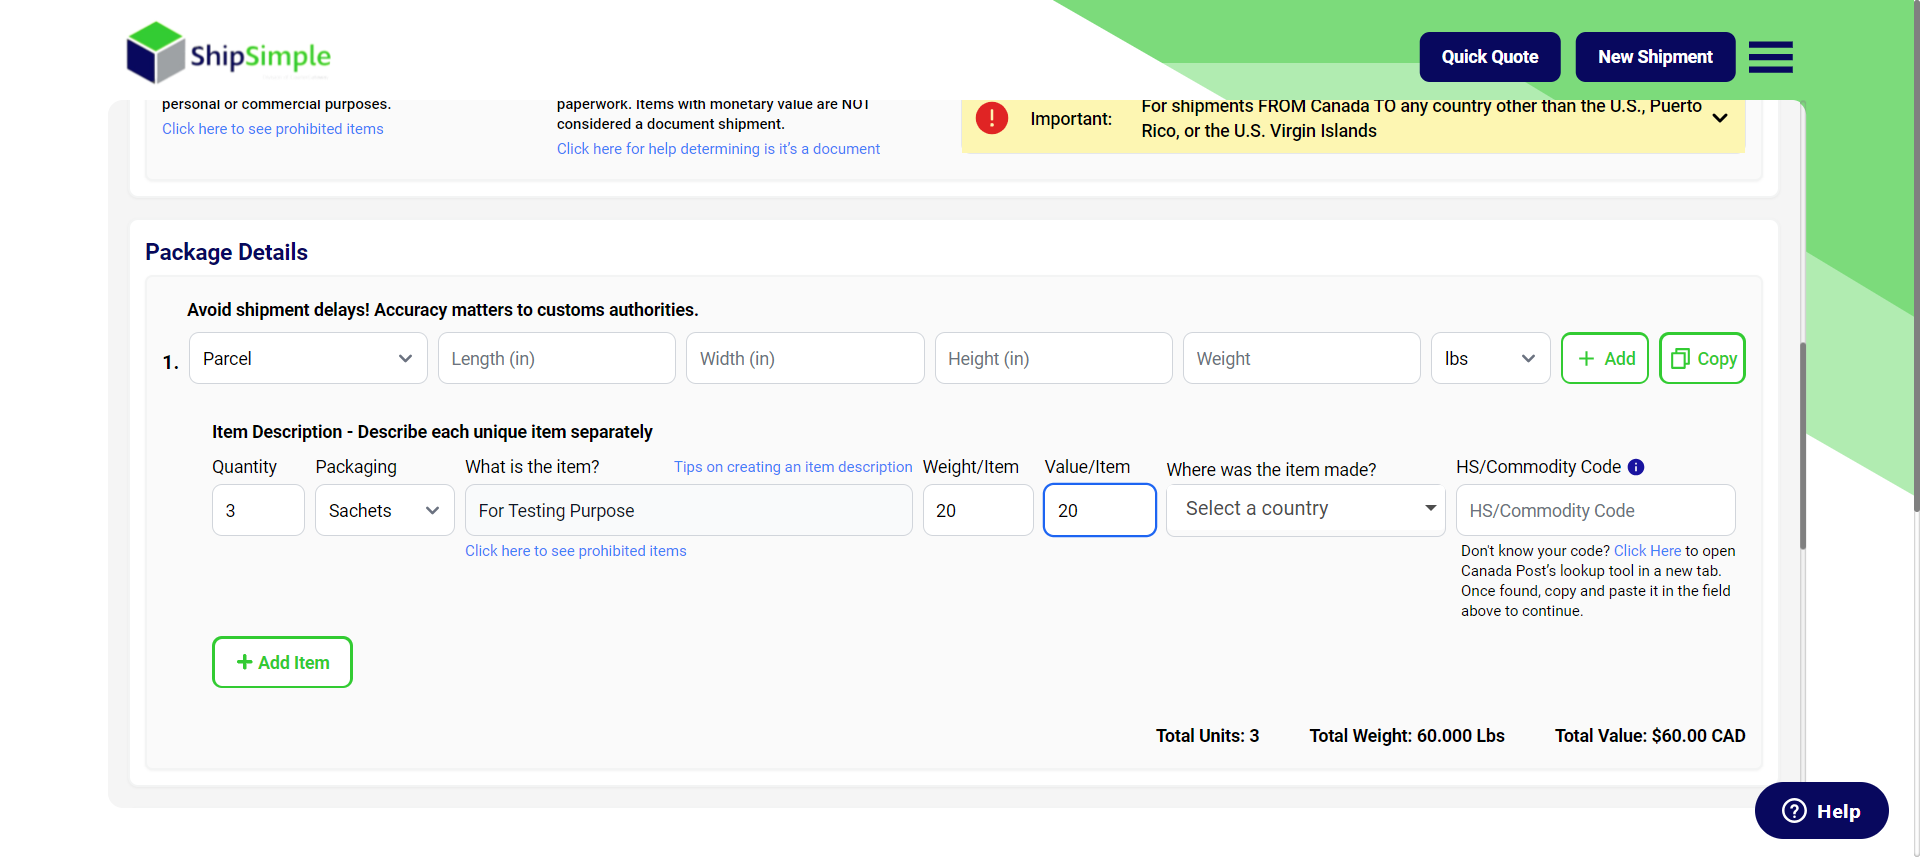 ShipSimple
Quick Quote
New Shipment
personal or commercial purposes.
Click here to see prohibited items
paperwork. Items with monetary value are NOT
considered a document shipment.
Click here for help determining is it's a document
Important:
For shipments FROM Canada TO any country other than the U.S., Puerto
Rico, or the U.S. Virgin Islands
Package Details
Avoid shipment delays! Accuracy matters to customs authorities.
1. Parcel Length (in) Width (in) Height (in) Weight lbs + Add Copy
Item Description - Describe each unique item separately
Quantity Packaging What is the item? Tips on creating an item description Weight/Item Value/Item Where was the item made? HS/Commodity Code
3 Sachets For Testing Purpose 20 20 Select a country HS/Commodity Code
Click here to see prohibited items
Don't know your code? Click Here to open
Canada Post's lookup tool in a new tab.
Once found, copy and paste it in the field
above to continue.
+ Add Item
Total Units: 3 Total Weight: 60.000 Lbs Total Value: $60.00 CAD
Help